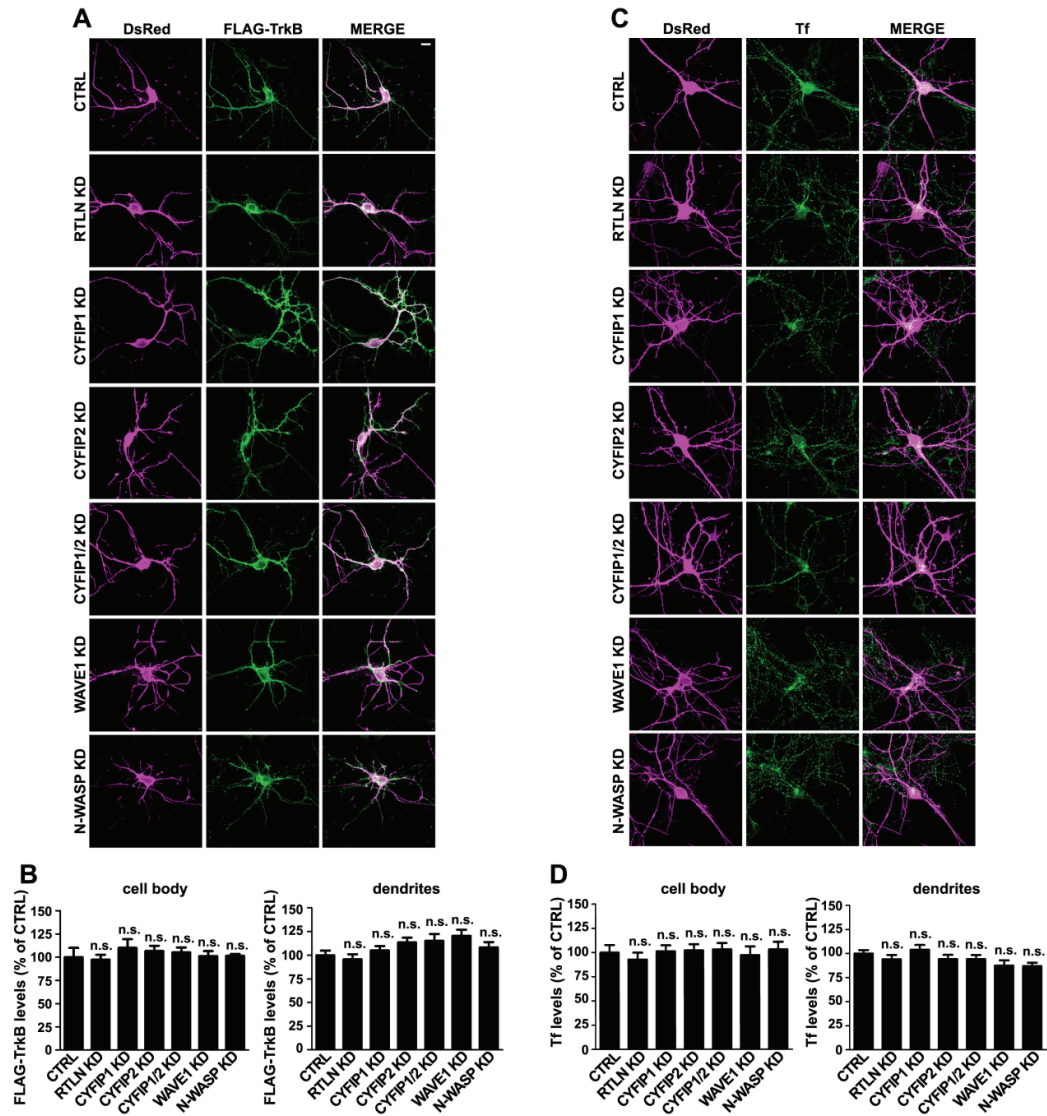 A
DsRed FLAG-TrkB MERGE
CTRL
RTLN KD
CYFIP1 KD
CYFIP2 KD
CYFIP1/2 KD
WAVE1 KD
N-WASP KD
C
DsRed Tf MERGE
CTRL
RTLN KD
CYFIP1 KD
CYFIP2 KD
CYFIP1/2 KD
WAVE1 KD
N-WASP KD
B
cell body
FLAG-TrkB levels (% of CTRL)
150
125
100
75
50
25
0
n.s. n.s. n.s. n.s. n.s. n.s.
CTRL
RTLN KD
CYFIP1 KD
CYFIP2 KD
CYFIP1/2 KD
WAVE1 KD
N-WASP KD
dendrites
FLAG-TrkB levels (% of CTRL)
150
125
100
75
50
25
0
n.s. n.s. n.s. n.s. n.s. n.s.
CTRL
RTLN KD
CYFIP1 KD
CYFIP2 KD
CYFIP1/2 KD
WAVE1 KD
N-WASP KD
D
cell body
Tf levels (% of CTRL)
150
125
100
75
50
25
0
n.s. n.s. n.s. n.s. n.s. n.s.
CTRL
RTLN KD
CYFIP1 KD
CYFIP2 KD
CYFIP1/2 KD
WAVE1 KD
N-WASP KD
dendrites
Tf levels (% of CTRL)
150
125
100
75
50
25
0
n.s. n.s. n.s. n.s. n.s. n.s.
CTRL
RTLN KD
CYFIP1 KD
CYFIP2 KD
CYFIP1/2 KD
WAVE1 KD
N-WASP KD